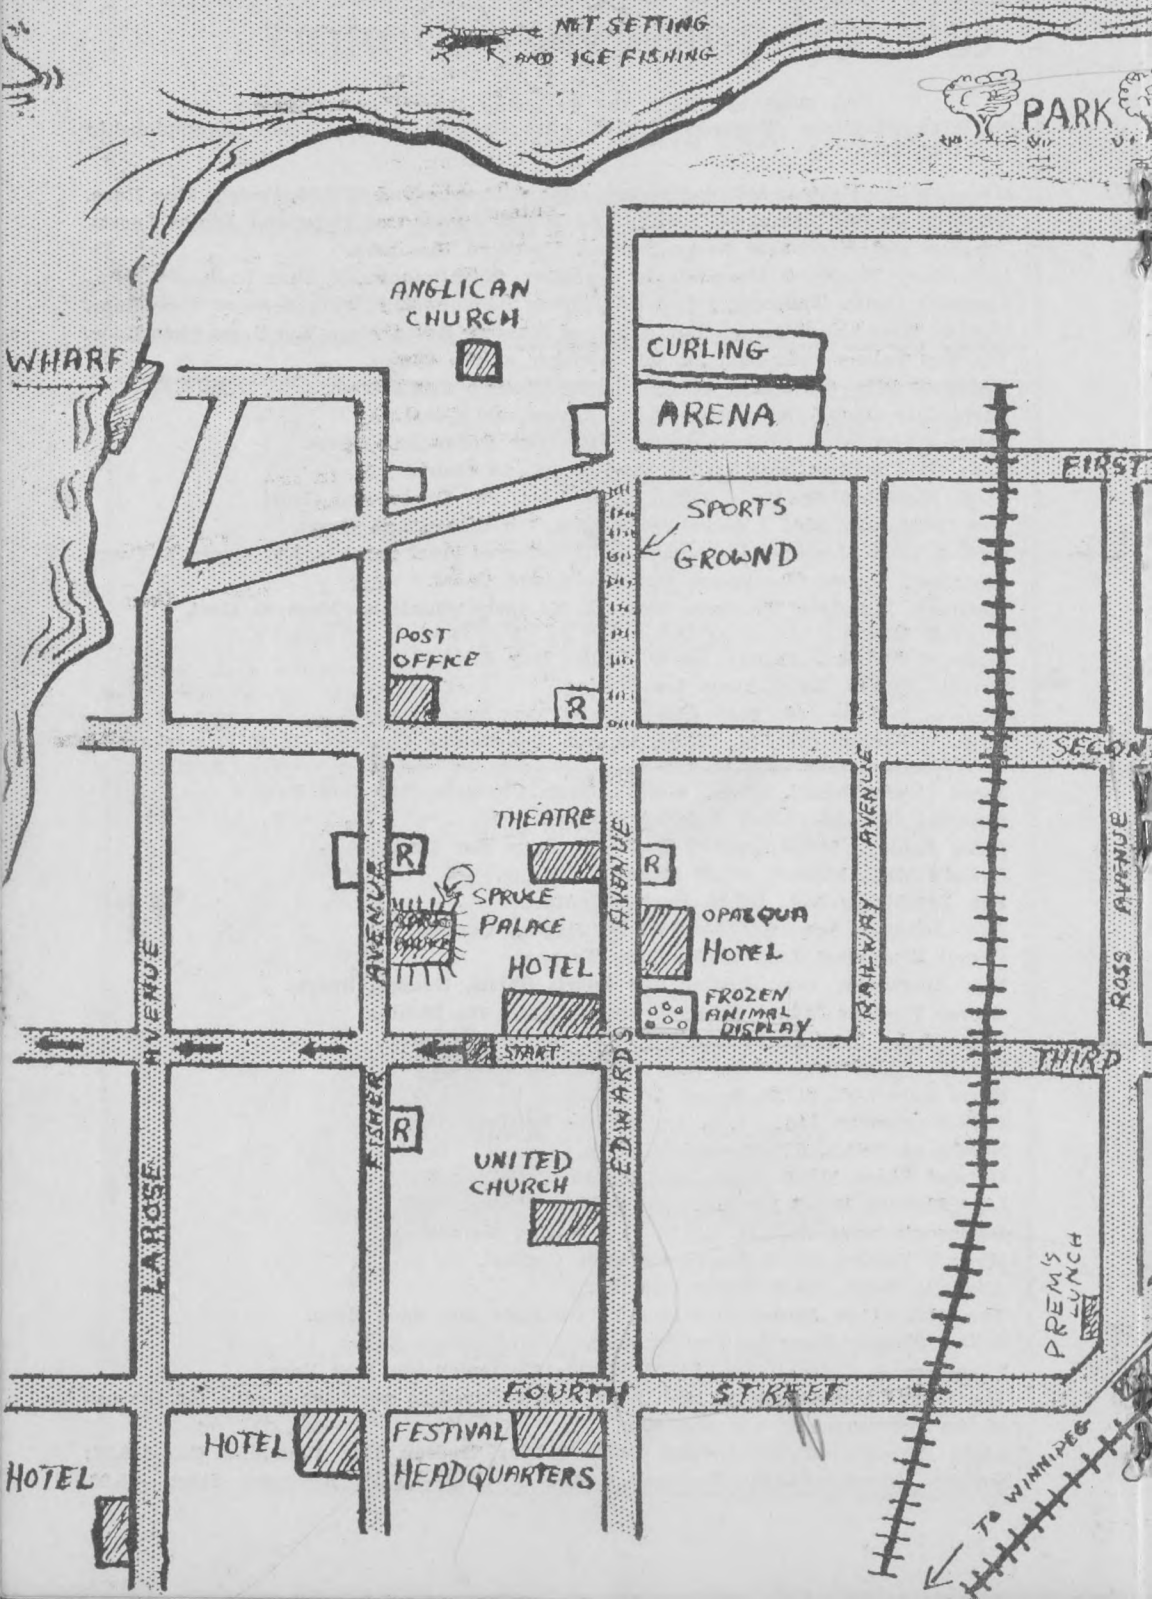 NET SETTING
AND ICE FISHING
PARK
ANGLICAN
CHURCH
WHARF
CURLING
ARENA
FIRST
SPORTS
GROWND
POST
OFFICE
R
SECON
THEATRE
R
R
SPRUCE
PALACE
OPASQUA
HOTEL
HOTEL
FROZEN
ANIMAL
DISPLAY
RAILWAY AVENUE
ROSS AVENUE
START
THIRD
LAROSE AVENUE
FISHER AVENUE
EDWARDS AVENUE
R
UNITED
CHURCH
PREM'S
LUNCH
FOURTH STREET
HOTEL
FESTIVAL
HEADQUARTERS
HOTEL
TO WINNIPEG